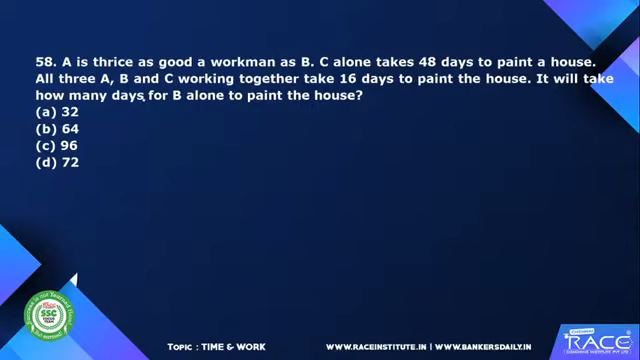 58. A is thrice as good a workman as B. C alone takes 48 days to paint a house.
All three A, B and C working together take 16 days to paint the house. It will take
how many days for B alone to paint the house?
(a) 32
(b) 64
(c) 96
(d) 72
SSC
TOPIC : TIME & WORK
WWW.RACEINSTITUTE.IN | WWW.BANKERSDAILY.IN
RACE